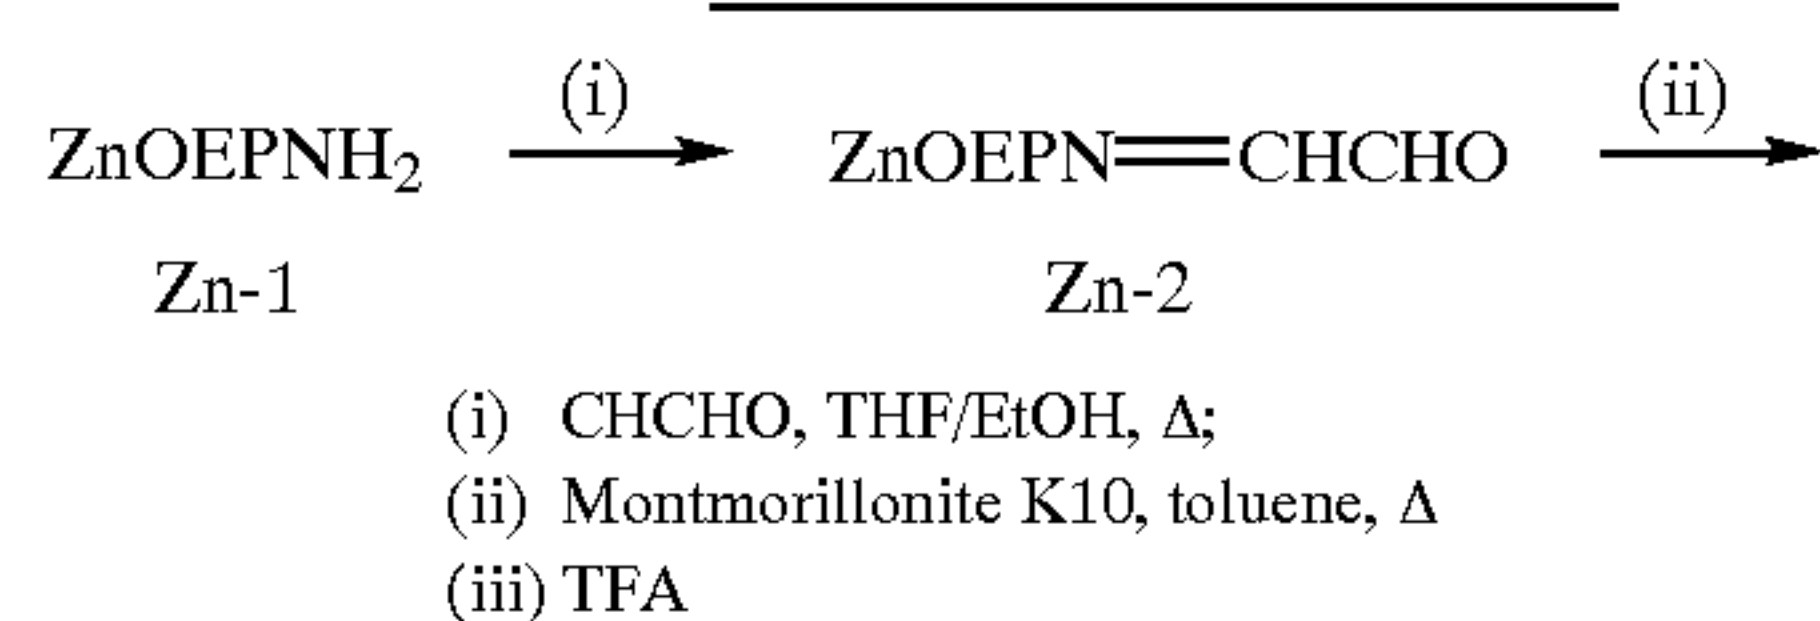 (i) (ii)
ZnOEPNH₂ ZnOEPN=CHCHO
Zn-1 Zn-2
(i) CHCHO, THF/EtOH, Δ;
(ii) Montmorillonite K10, toluene, Δ
(iii) TFA